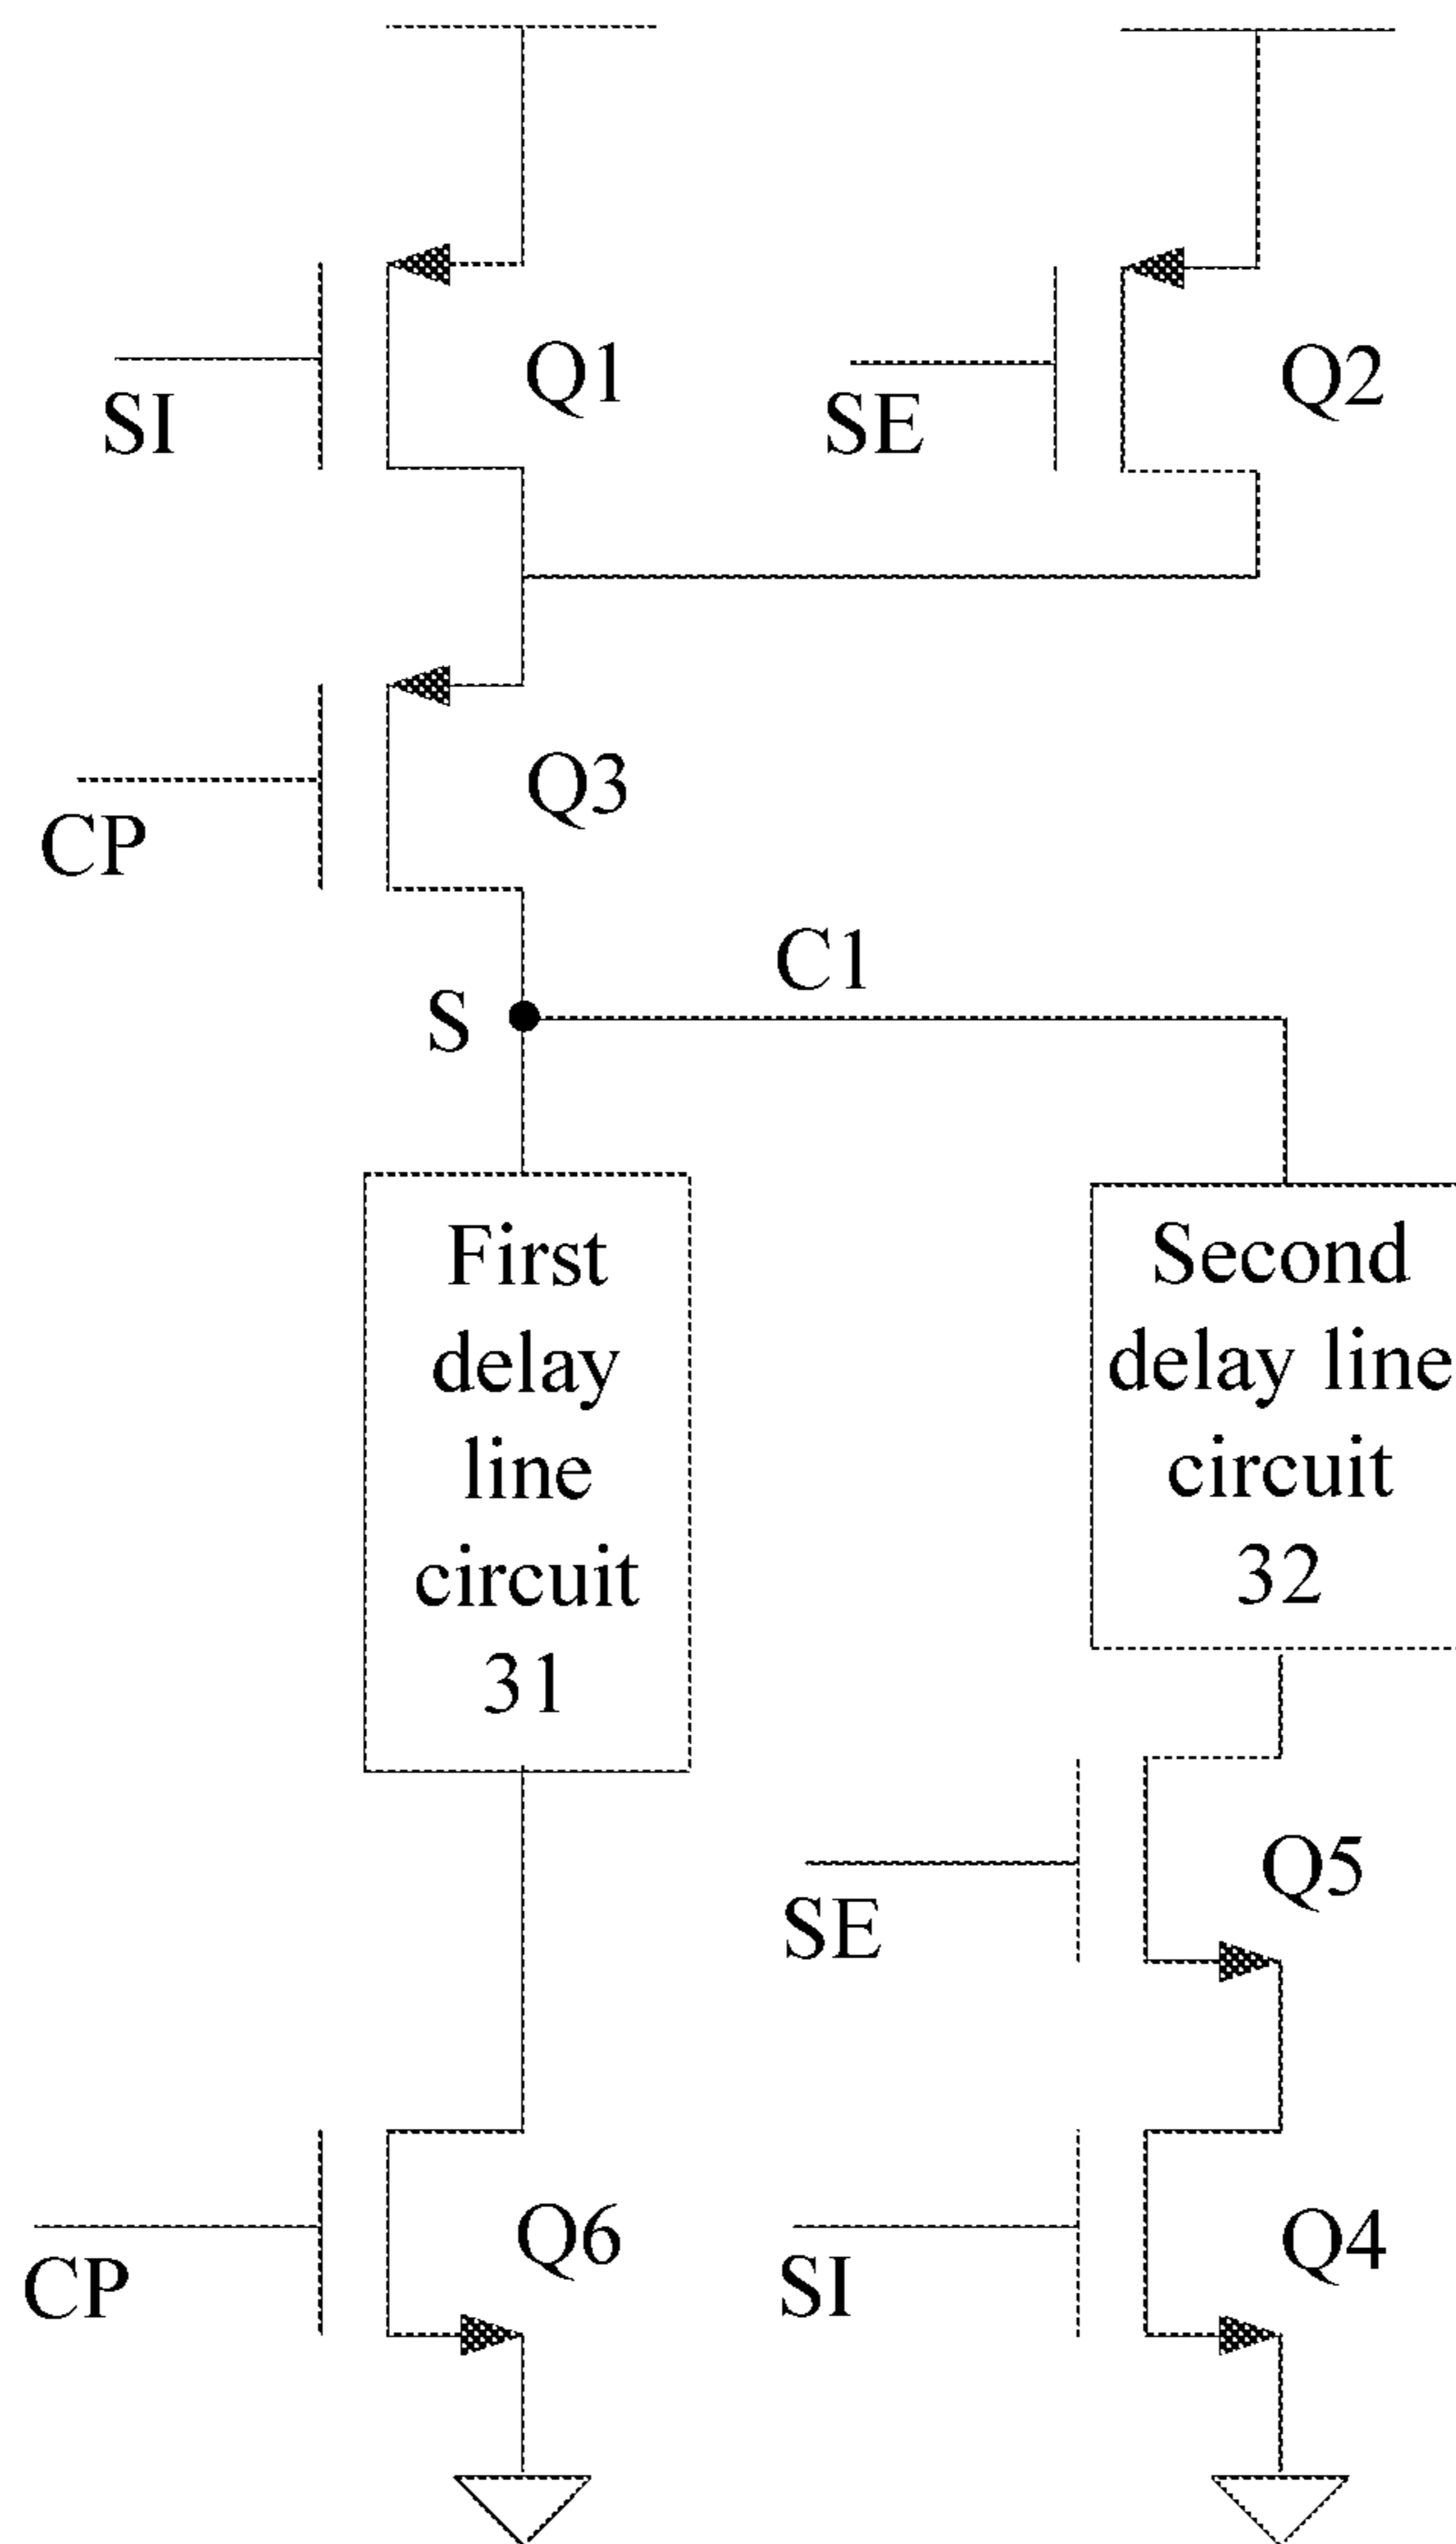 Q1
Q2
SI
SE
Q3
CP
C1
S
First
delay
line
circuit
31
Second
delay line
circuit
32
Q5
SE
Q6
Q4
CP
SI